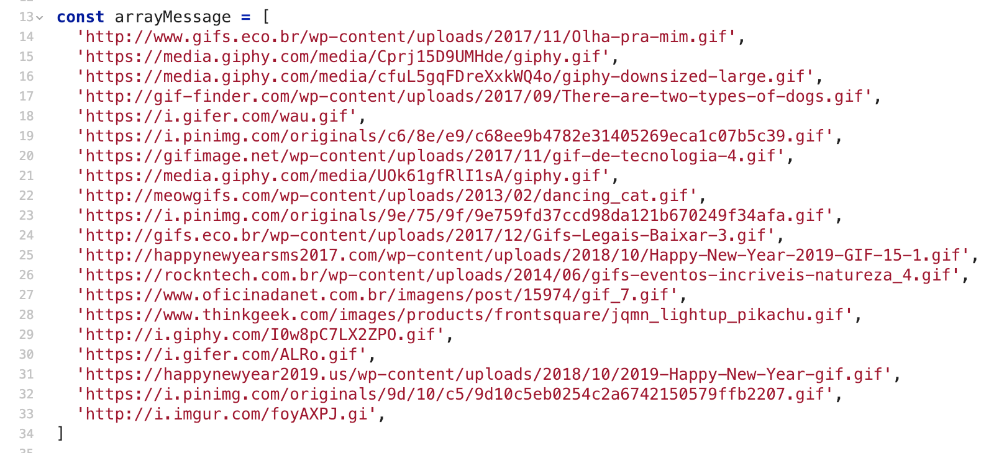 13 const arrayMessage = [
14 'http://www.gifs.eco.br/wp-content/uploads/2017/11/Olha-pra-mim.gif',
15 'https://media.giphy.com/media/Cprj15D9UMHde/giphy.gif',
16 'https://media.giphy.com/media/cfuL5gqFDreXxkWQ4o/giphy-downsized-large.gif',
17 'http://gif-finder.com/wp-content/uploads/2017/09/There-are-two-types-of-dogs.gif',
18 'https://i.gifer.com/wau.gif',
19 'https://i.pinimg.com/originals/c6/8e/e9/c68ee9b4782e31405269eca1c07b5c39.gif',
20 'https://gifimage.net/wp-content/uploads/2017/11/gif-de-tecnologia-4.gif',
21 'https://media.giphy.com/media/UOk61gfRlI1sA/giphy.gif',
22 'http://meowgifs.com/wp-content/uploads/2013/02/dancing_cat.gif',
23 'https://i.pinimg.com/originals/9e/75/9f/9e759fd37ccd98da121b670249f34afa.gif',
24 'http://gifs.eco.br/wp-content/uploads/2017/12/Gifs-Legais-Baixar-3.gif',
25 'http://happynewyearsms2017.com/wp-content/uploads/2018/10/Happy-New-Year-2019-GIF-15-1.gif',
26 'https://rockntech.com.br/wp-content/uploads/2014/06/gifs-eventos-incriveis-natureza_4.gif',
27 'https://www.oficinadanet.com.br/imagens/post/15974/gif_7.gif',
28 'https://www.thinkgeek.com/images/products/frontsquare/jqmn_lightup_pikachu.gif',
29 'http://i.giphy.com/I0w8pC7LX2ZPO.gif',
30 'https://i.gifer.com/ALRo.gif',
31 'https://happynewyear2019.us/wp-content/uploads/2018/10/2019-Happy-New-Year-gif.gif',
32 'https://i.pinimg.com/originals/9d/10/c5/9d10c5eb0254c2a6742150579ffb2207.gif',
33 'http://i.imgur.com/foyAXPJ.gi',
34 ]
35